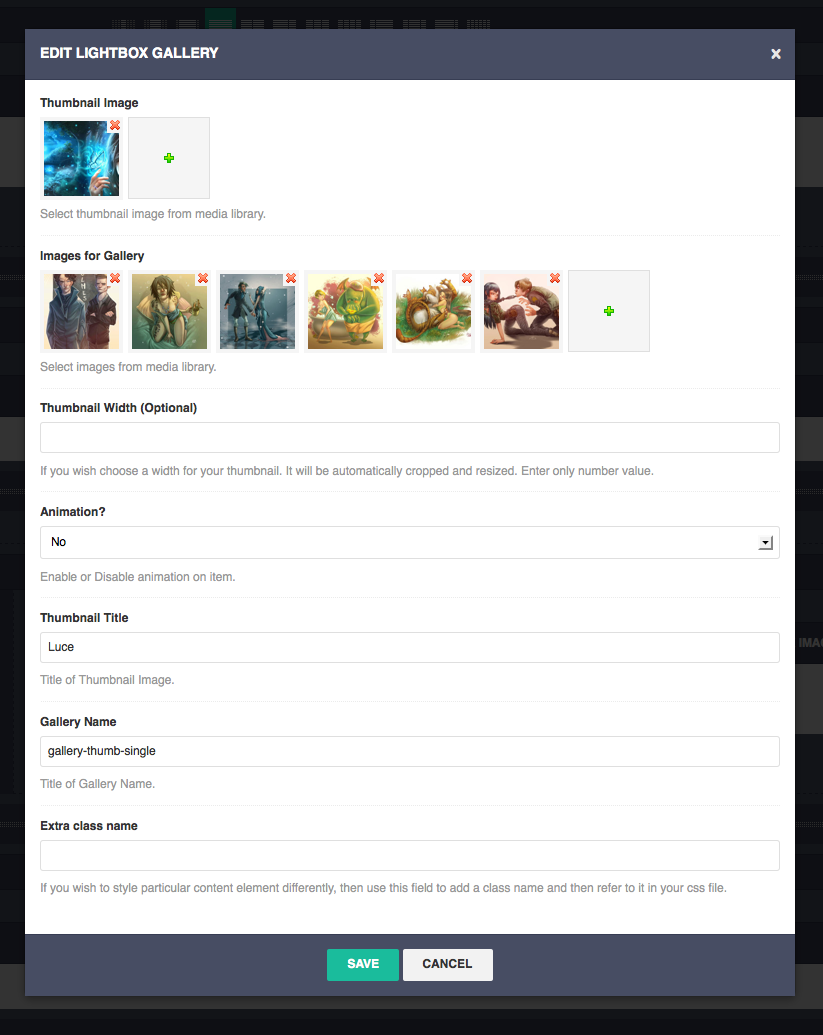 EDIT LIGHTBOX GALLERY
Thumbnail Image
Select thumbnail image from media library.
Images for Gallery
Select images from media library.
Thumbnail Width (Optional)
If you wish choose a width for your thumbnail. It will be automatically cropped and resized. Enter only number value.
Animation?
No
Enable or Disable animation on item.
Thumbnail Title
Luce
Title of Thumbnail Image.
Gallery Name
gallery-thumb-single
Title of Gallery Name.
Extra class name
If you wish to style particular content element differently, then use this field to add a class name and then refer to it in your css file.
SAVE CANCEL